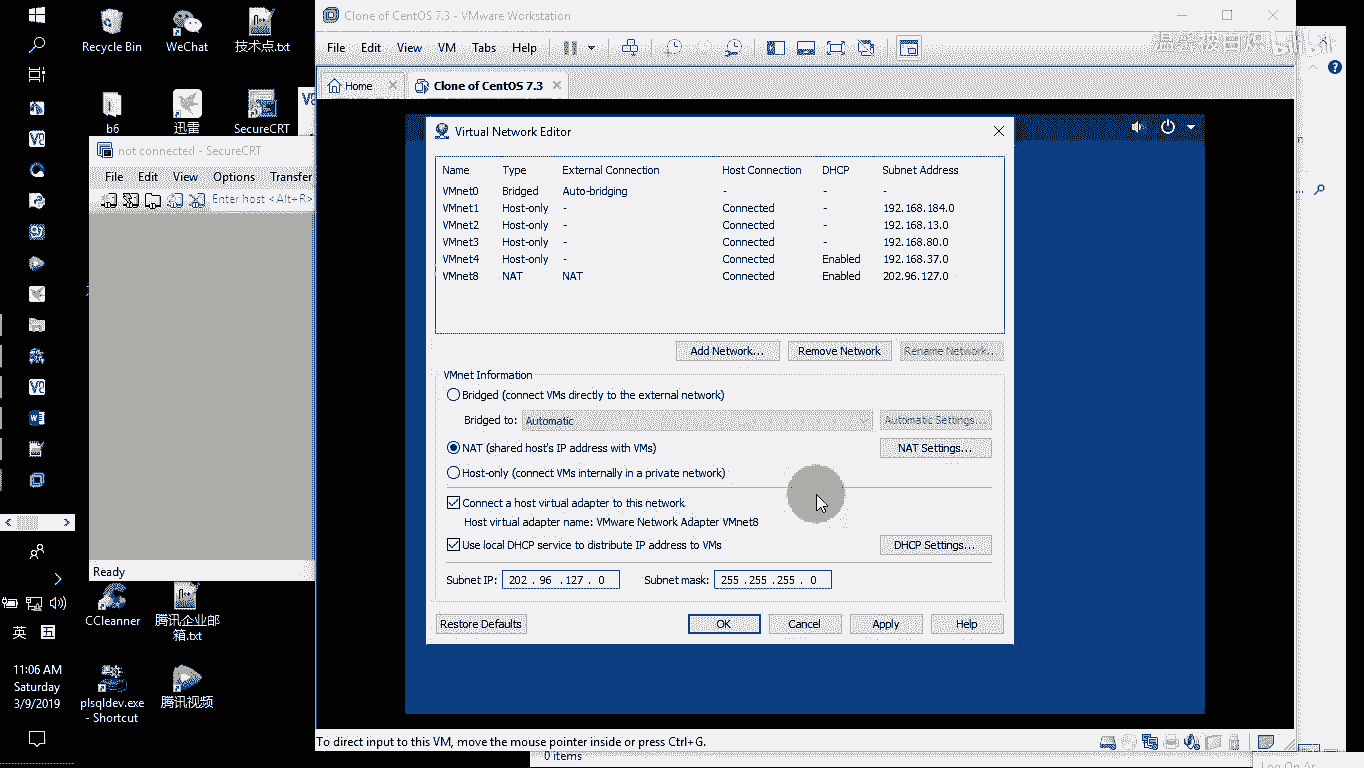 Clone of CentOS 7.3 - VMware Workstation
File Edit View VM Tabs Help
Home
Clone of CentOS 7.3
Recycle Bin
WeChat
技术点.txt
b6
迅雷
SecureCRT
not connected - SecureCRT
File Edit View Options Transfer
Enter host <Alt+R>
Ready
Virtual Network Editor
Name Type External Connection Host Connection DHCP Subnet Address
VMnet0 Bridged Auto-bridging - - -
VMnet1 Host-only - Connected - 192.168.184.0
VMnet2 Host-only - Connected - 192.168.13.0
VMnet3 Host-only - Connected - 192.168.80.0
VMnet4 Host-only - Connected Enabled 192.168.37.0
VMnet8 NAT NAT Connected Enabled 202.96.127.0
Add Network... Remove Network Rename Network...
VMnet Information
Bridged (connect VMs directly to the external network)
Bridged to: Automatic Automatic Settings...
NAT (shared host's IP address with VMs) NAT Settings...
Host-only (connect VMs internally in a private network)
Connect a host virtual adapter to this network
Host virtual adapter name: VMware Network Adapter VMnet8
Use local DHCP service to distribute IP address to VMs DHCP Settings...
Subnet IP: 202 . 96 .127 . 0 Subnet mask: 255 .255 .255 . 0
Restore Defaults OK Cancel Apply Help
To direct input to this VM, move the mouse pointer inside or press Ctrl+G.
0 items
CCleaner
腾讯企业邮
箱.txt
plsqldev.exe
- Shortcut
腾讯视频
英
五
11:06 AM
Saturday
3/9/2019